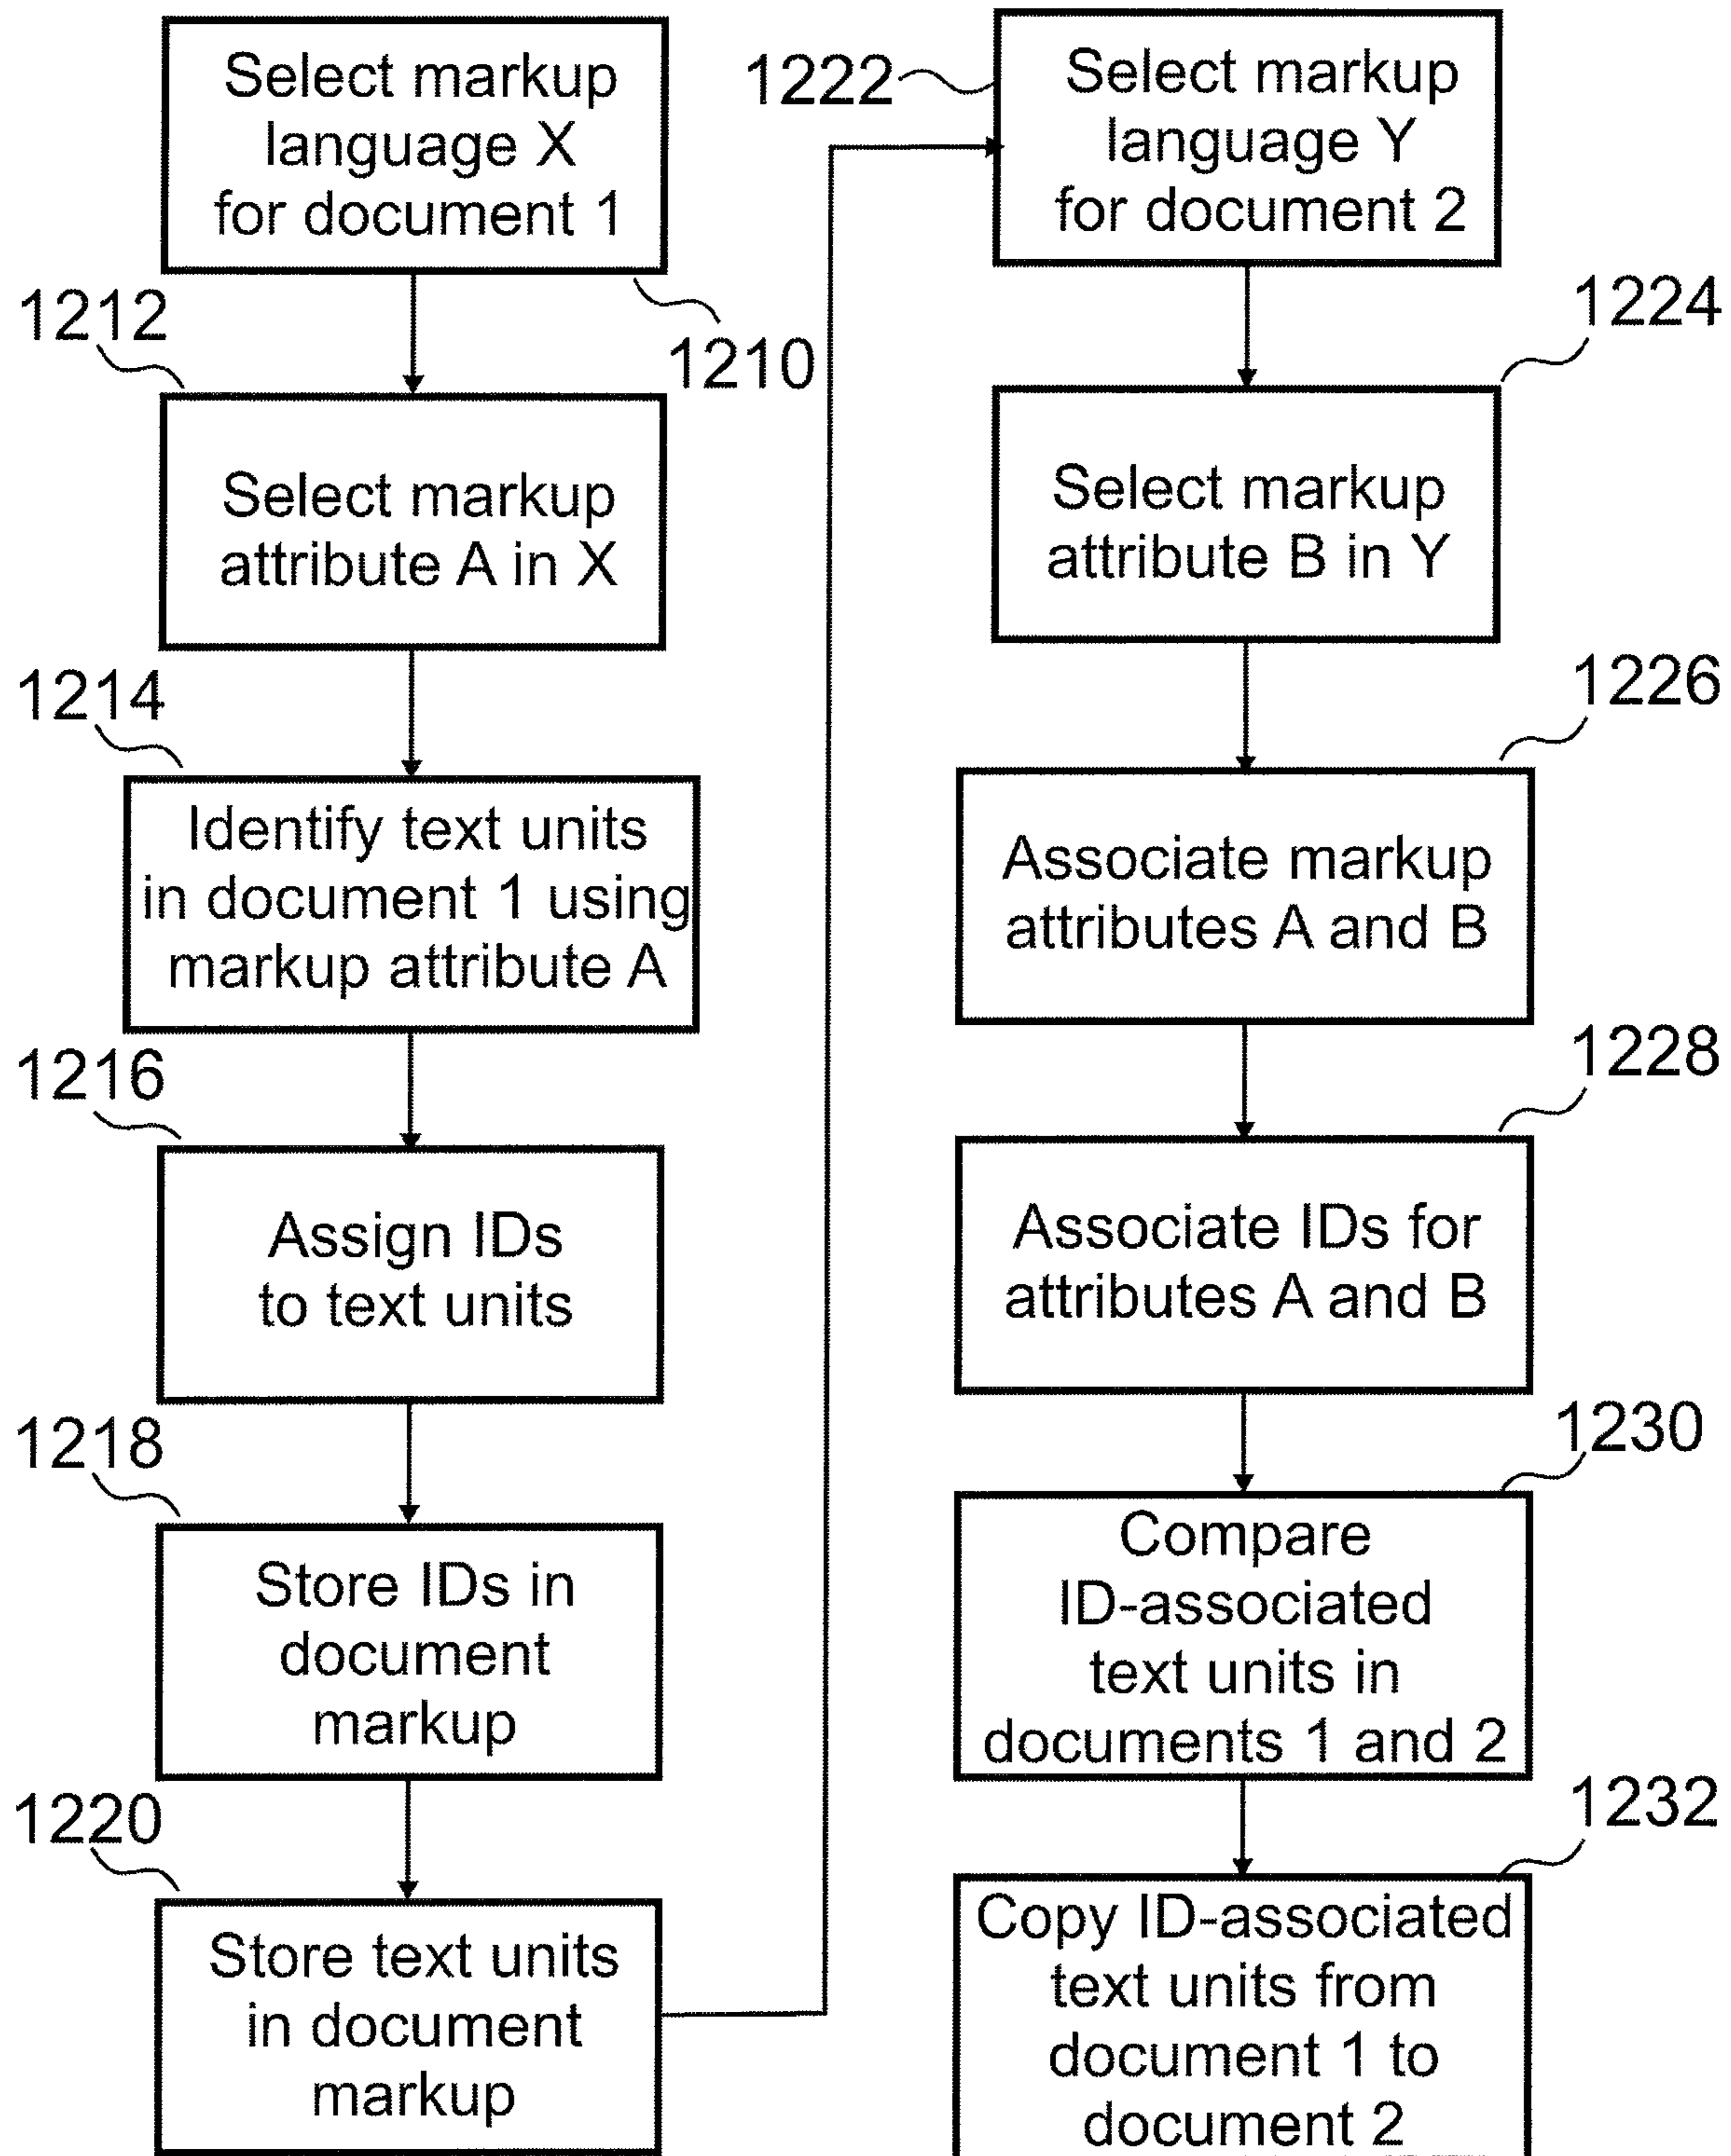 Select markup
language X
for document 1
1210
1212
Select markup
attribute A in X
1214
Identify text units
in document 1 using
markup attribute A
1216
Assign IDs
to text units
1218
Store IDs in
document
markup
1220
Store text units
in document
markup
1222
Select markup
language Y
for document 2
1224
Select markup
attribute B in Y
1226
Associate markup
attributes A and B
1228
Associate IDs for
attributes A and B
1230
Compare
ID-associated
text units in
documents 1 and 2
1232
Copy ID-associated
text units from
document 1 to
document 2